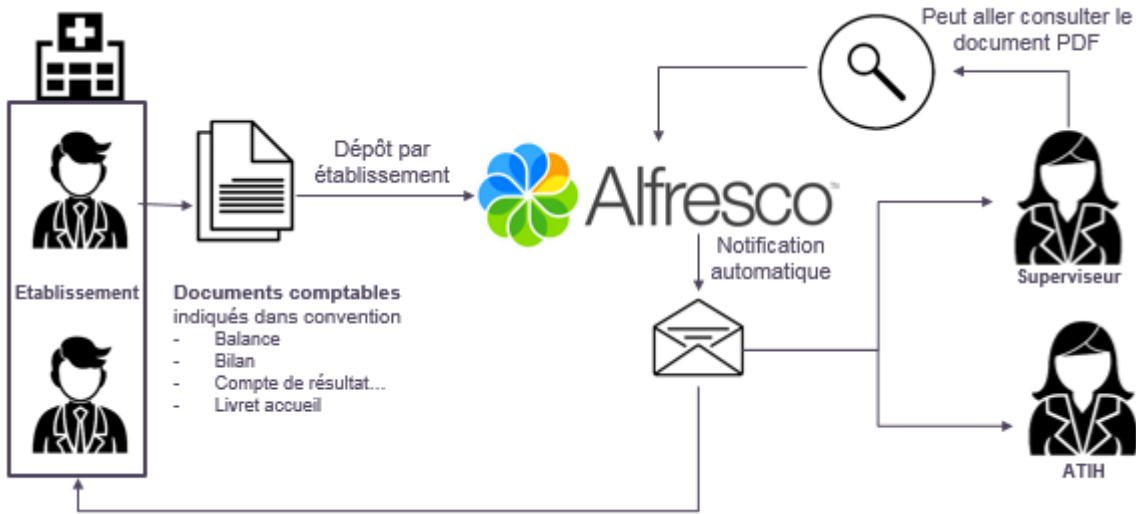 Peut aller consulter le
document PDF
Dépôt par
établissement
Alfresco™
Notification
automatique
Etablissement
Documents comptables
indiqués dans convention
- Balance
- Bilan
- Compte de résultat...
- Livret accueil
Superviseur
ATIH